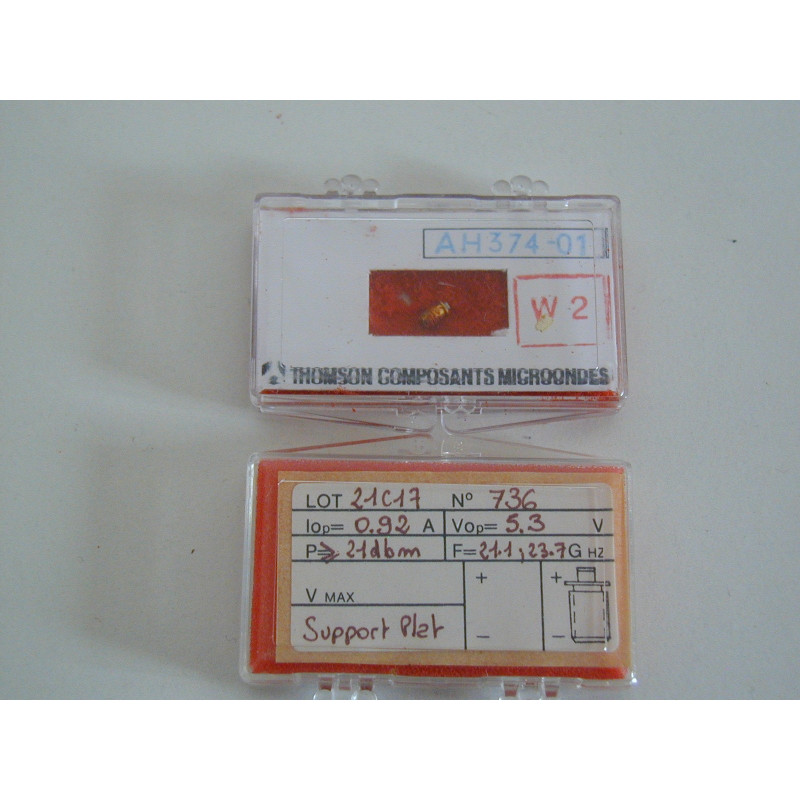 AH374-01
W 2
THOMSON COMPOSANTS MICROONDES
LOT 21C17 N° 736
Iop= 0.92 A Vop= 5.3 V
P= > 21dbm F= 21.1, 23.7 G HZ
+ +
V MAX
Support Plat - -